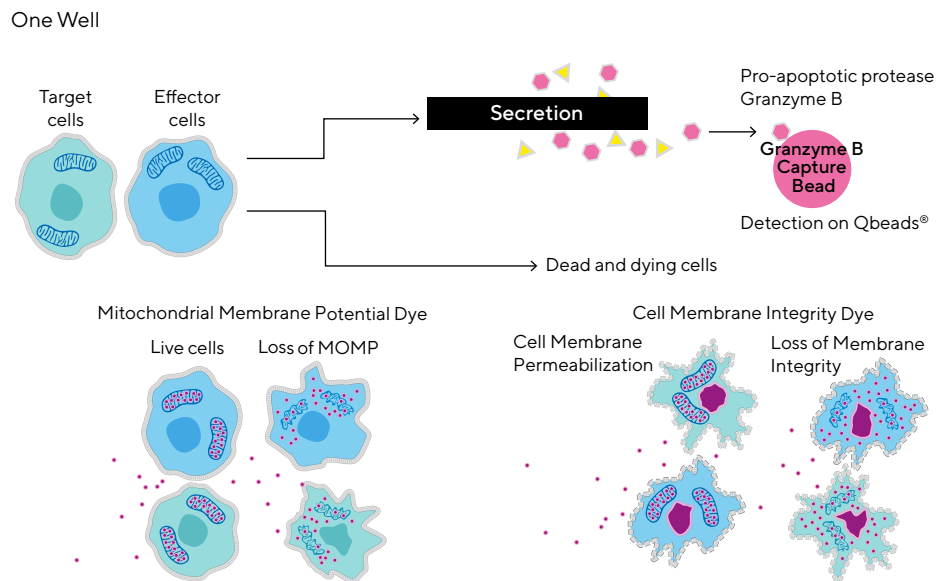 One Well
Target
cells
Effector
cells
Secretion
Pro-apoptotic protease
Granzyme B
Granzyme B
Capture
Bead
Detection on Qbeads®
Dead and dying cells
Mitochondrial Membrane Potential Dye
Live cells
Loss of MOMP
Cell Membrane Integrity Dye
Cell Membrane
Permeabilization
Loss of Membrane
Integrity